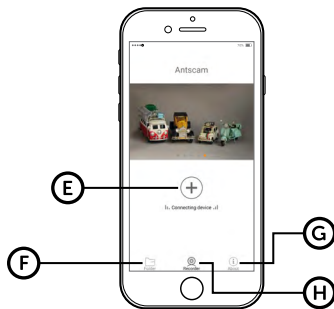 Antscam
E
Connecting device
F
G
Folder
Recorder
About
H